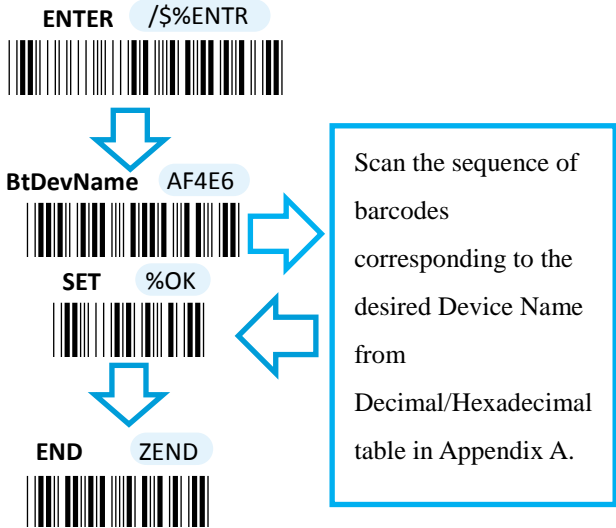 ENTER /$%ENTR
BtDevName AF4E6
SET %OK
END ZEND
Scan the sequence of
barcodes
corresponding to the
desired Device Name
from
Decimal/Hexadecimal
table in Appendix A.